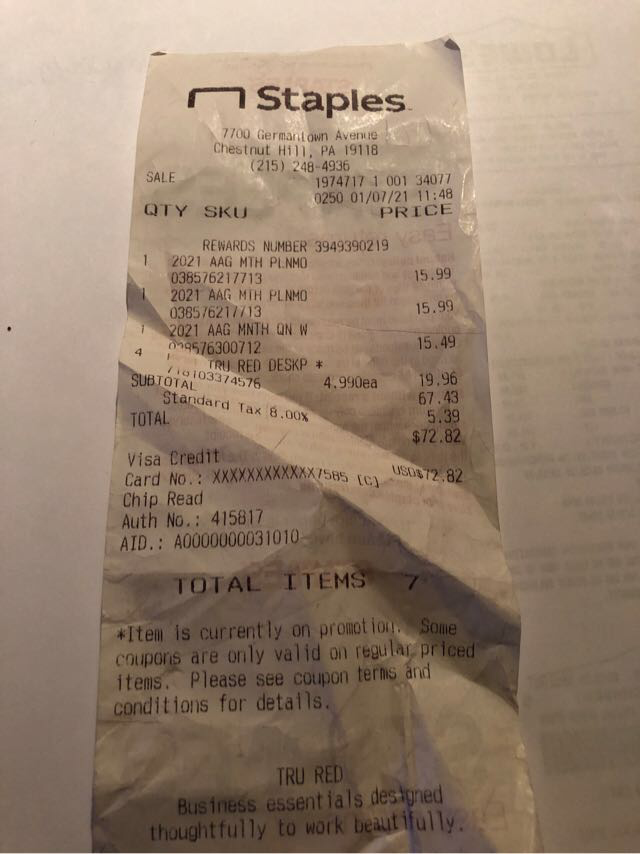 Staples
7700 Germantown Avenue
Chestnut Hill, PA 19118
(215) 248-4936
SALE 1974717 1 001 34077
0250 01/07/21 11:48
QTY SKU PRICE
REWARDS NUMBER 3949390219
1 2021 AAG MTH PLNMO
038576217713 15.99
1 2021 AAG MTH PLNMO
038576217713 15.99
1 2021 AAG MNTH QN W
038576300712 15.49
4 TRU RED DESKP *
718103374576 4.990ea 19.96
SUBTOTAL 67.43
Standard Tax 8.00% 5.39
TOTAL $72.82
Visa Credit USD$72.82
Card No.: XXXXXXXXXXXX7585 [C]
Chip Read
Auth No.: 415817
AID.: A0000000031010
TOTAL ITEMS 7
*Item is currently on promotion. Some
coupons are only valid on regular priced
items. Please see coupon terms and
conditions for details.
TRU RED
Business essentials designed
thoughtfully to work beautifully.